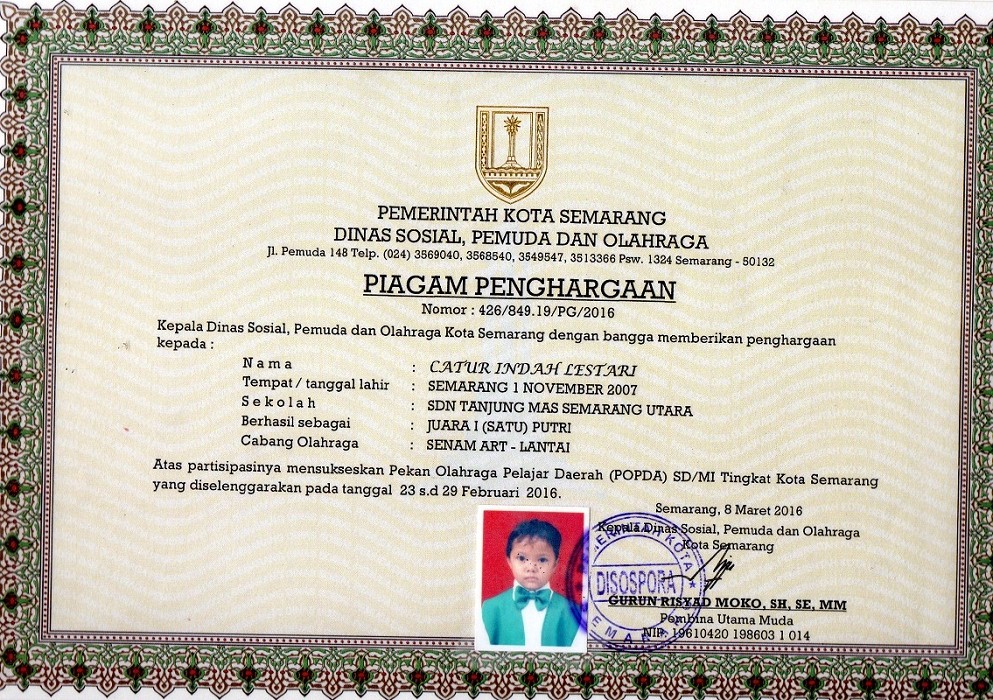 PEMERINTAH KOTA SEMARANG
DINAS SOSIAL, PEMUDA DAN OLAHRAGA
Jl. Pemuda 148 Telp. (024) 3569040, 3568540, 3549547, 3513366 Psw. 1324 Semarang - 50132
PIAGAM PENGHARGAAN
Nomor : 426/849.19/PG/2016
Kepala Dinas Sosial, Pemuda dan Olahraga Kota Semarang dengan bangga memberikan penghargaan
kepada :
N a m a : CATUR INDAH LESTARI
Tempat / tanggal lahir : SEMARANG 1 NOVEMBER 2007
S e k o l a h : SDN TANJUNG MAS SEMARANG UTARA
Berhasil sebagai : JUARA I (SATU) PUTRI
Cabang Olahraga : SENAM ART - LANTAI
Atas partisipasinya mensukseskan Pekan Olahraga Pelajar Daerah (POPDA) SD/MI Tingkat Kota Semarang
yang diselenggarakan pada tanggal 23 s.d 29 Februari 2016.
Semarang, 8 Maret 2016
Kepala Dinas Sosial, Pemuda dan Olahraga
Kota Semarang
DISOSPORA
GURUN RISYAD MOKO, SH, SE, MM
Pembina Utama Muda
NIP. 19610420 198603 1 014